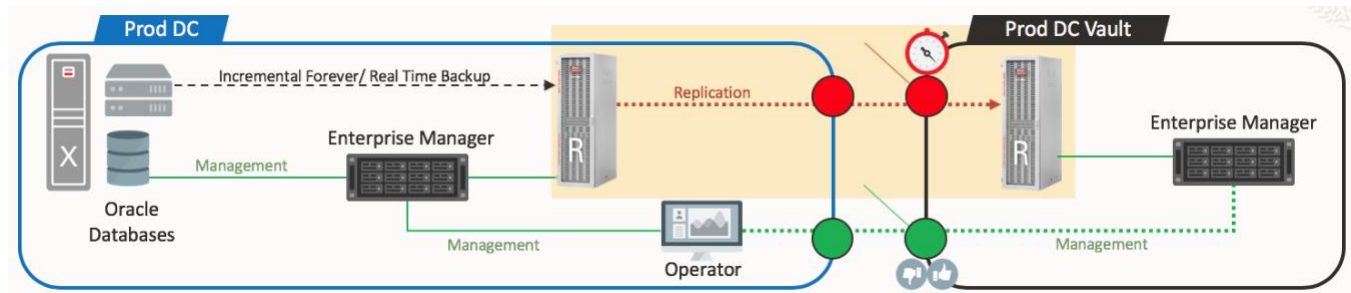 Prod DC
Prod DC Vault
Incremental Forever/ Real Time Backup
Replication
Enterprise Manager
Enterprise Manager
X
R
R
Management
Oracle
Databases
Management
Operator
Management